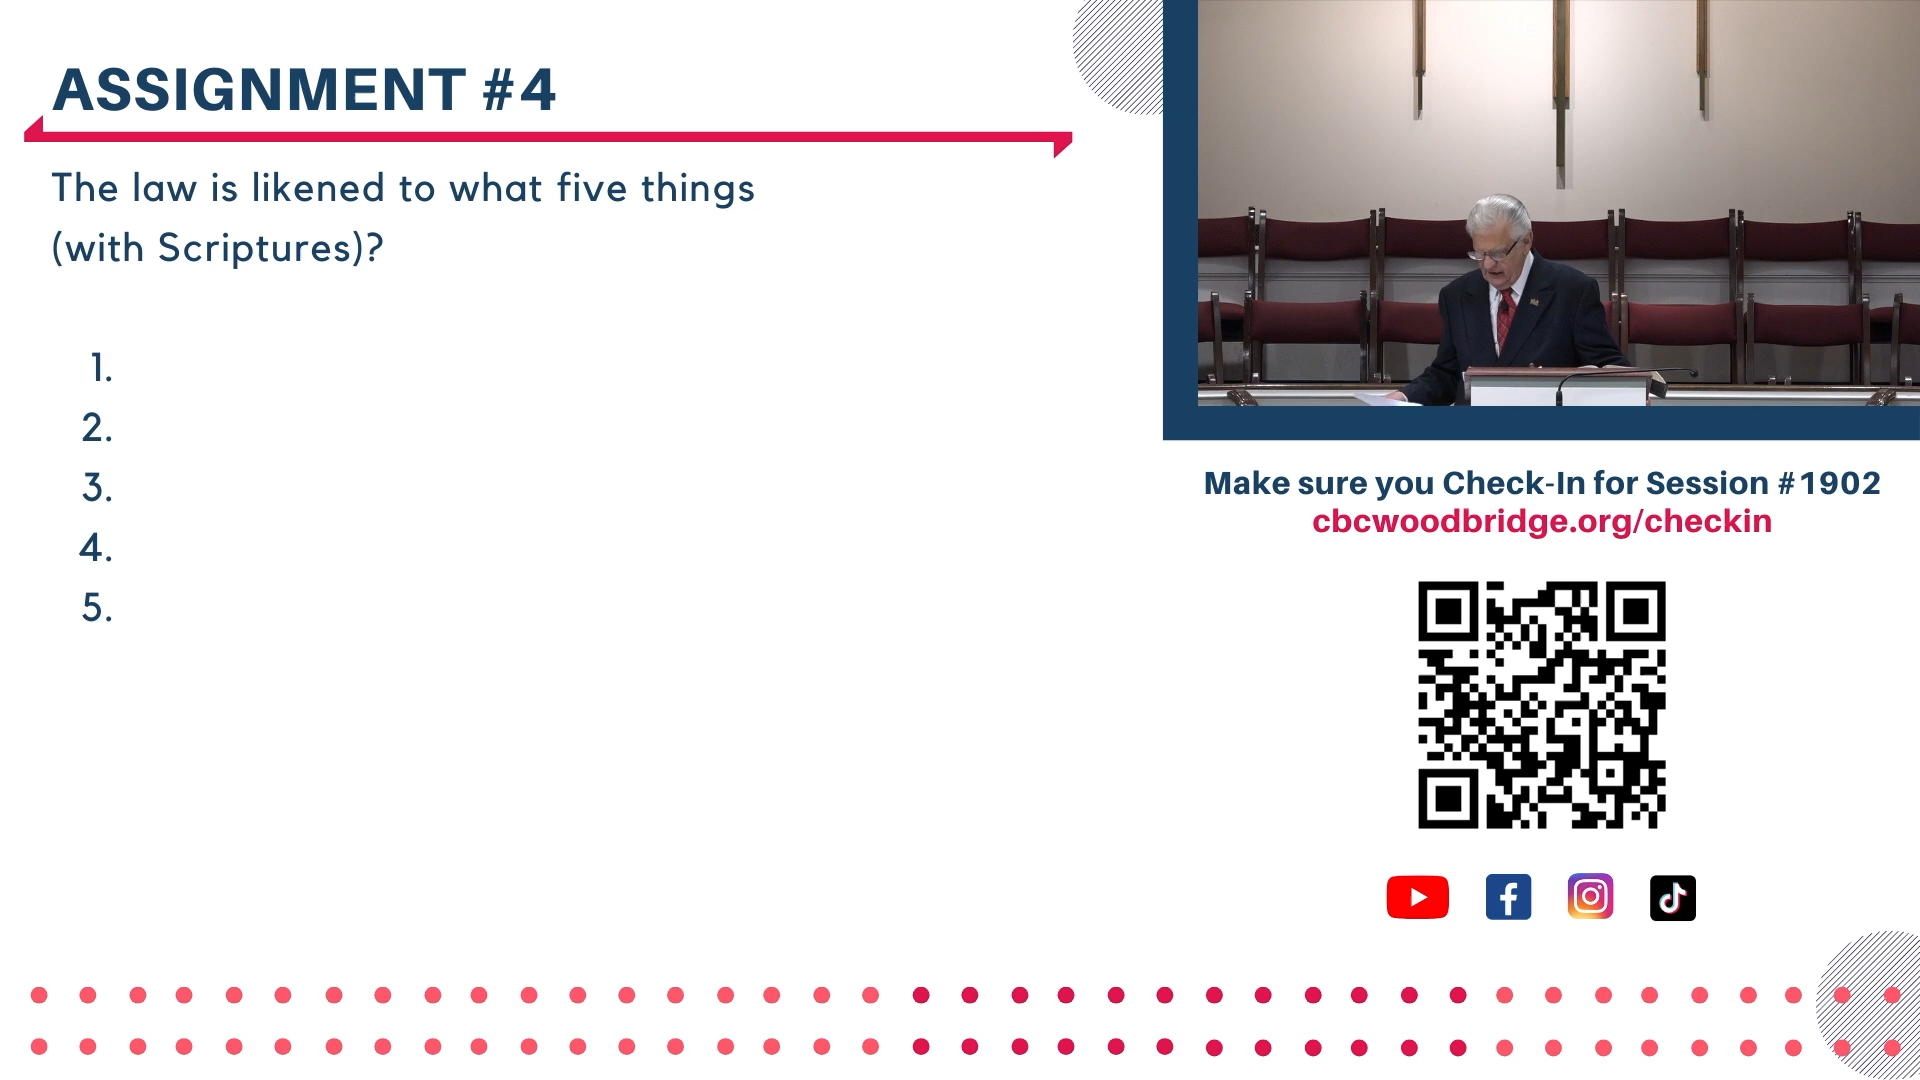 ASSIGNMENT #4
The law is likened to what five things
(with Scriptures)?
1.
2.
3.
4.
5.
Make sure you Check-In for Session #1902
cbcwoodbridge.org/checkin